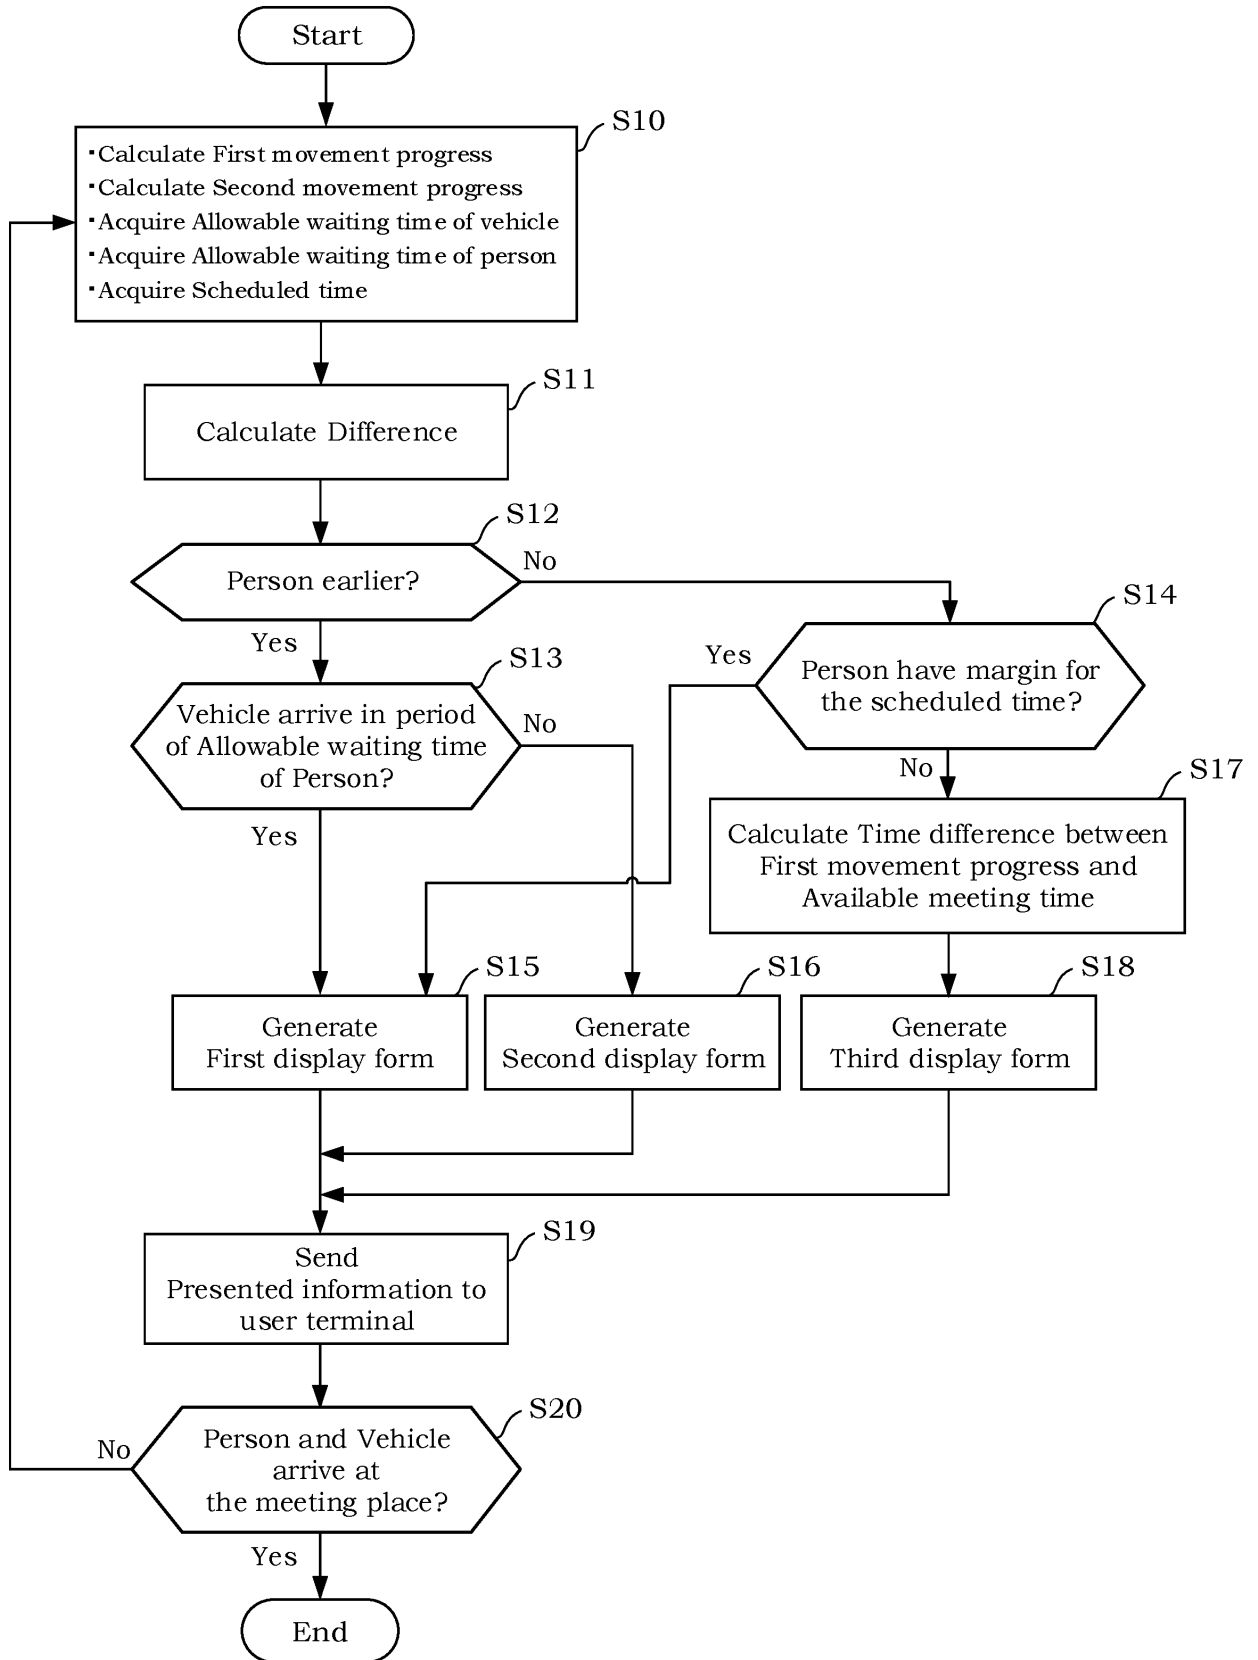 Start
S10
・Calculate First movement progress
・Calculate Second movement progress
・Acquire Allowable waiting time of vehicle
・Acquire Allowable waiting time of person
・Acquire Scheduled time
S11
Calculate Difference
S12
Person earlier?
No
Yes
S14
Person have margin for
the scheduled time?
Yes
No
S13
Vehicle arrive in period
of Allowable waiting time
of Person?
No
Yes
S17
Calculate Time difference between
First movement progress and
Available meeting time
S15
Generate
First display form
S16
Generate
Second display form
S18
Generate
Third display form
S19
Send
Presented information to
user terminal
S20
Person and Vehicle
arrive at
the meeting place?
No
Yes
End